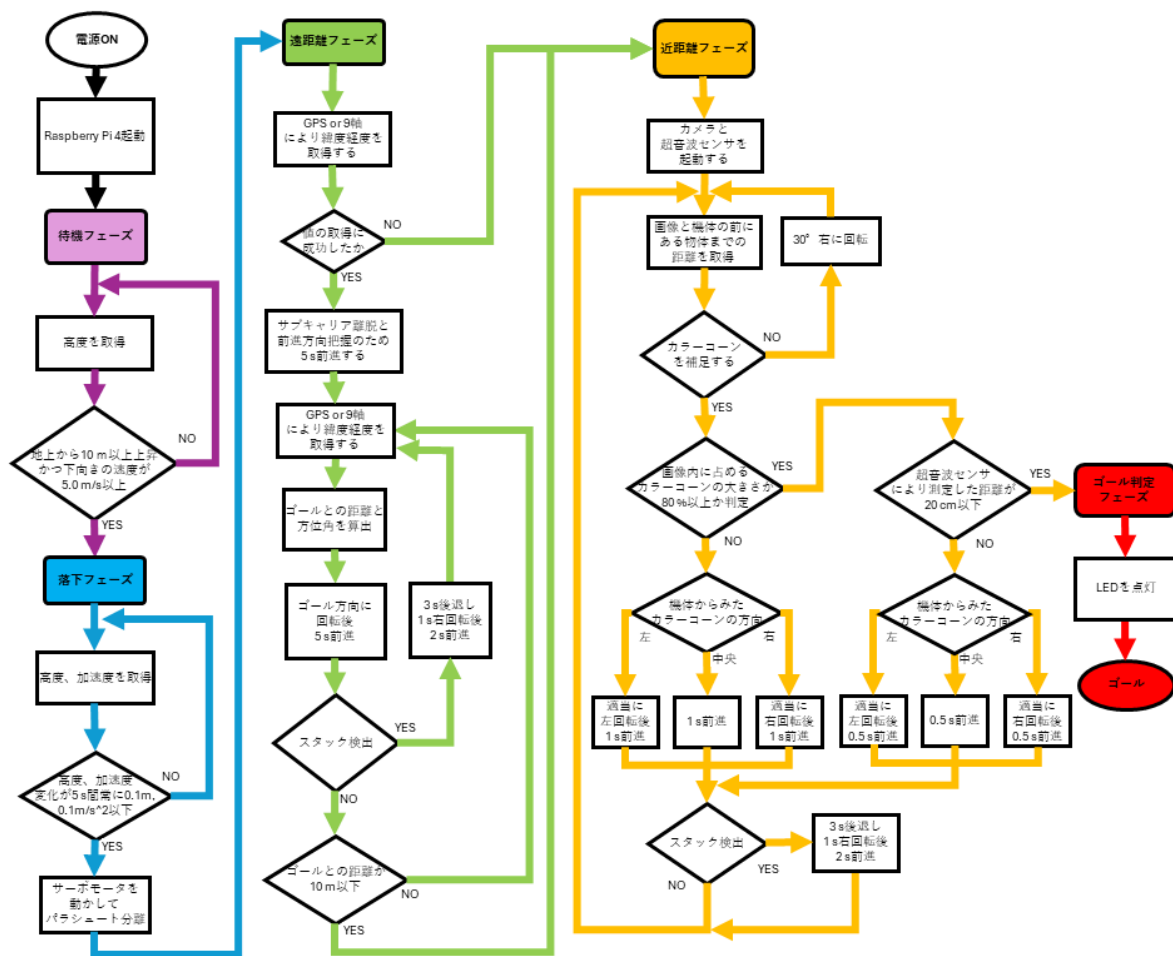 電源ON
Raspberry Pi 4起動
待機フェーズ
高度を取得
地上から10 m以上上昇
かつ下向きの速度が
5.0 m/s以上
NO
YES
落下フェーズ
高度、加速度を取得
高度、加速度
変化が5 s間常に0.1m,
0.1m/s^2以下
NO
YES
サーボモータを
動かして
パラシュート分離
遠距離フェーズ
GPS or 9軸
により緯度経度を
取得する
値の取得に
成功したか
NO
YES
サブキャリア離脱と
前進方向把握のため
5 s前進する
GPS or 9軸
により緯度経度を
取得する
ゴールとの距離と
方位角を算出
ゴール方向に
回転後
5 s前進
3 s後退し
1 s右回転後
2 s前進
スタック検出
YES
NO
ゴールとの距離が
10 m以下
NO
YES
近距離フェーズ
カメラと
超音波センサを
起動する
画像と機体の前に
ある物体までの
距離を取得
30° 右に回転
カラーコーン
を補足する
NO
YES
画像内に占める
カラーコーンの大きさが
80 %以上か判定
YES
NO
超音波センサ
により測定した距離が
20 cm以下
YES
NO
機体からみた
カラーコーンの方向
左
中央
右
機体からみた
カラーコーンの方向
左
中央
右
適当に
左回転後
1 s前進
1 s前進
適当に
右回転後
1 s前進
適当に
左回転後
0.5 s前進
0.5 s前進
適当に
右回転後
0.5 s前進
スタック検出
YES
NO
3 s後退し
1 s右回転後
2 s前進
ゴール判定
フェーズ
LEDを点灯
ゴール